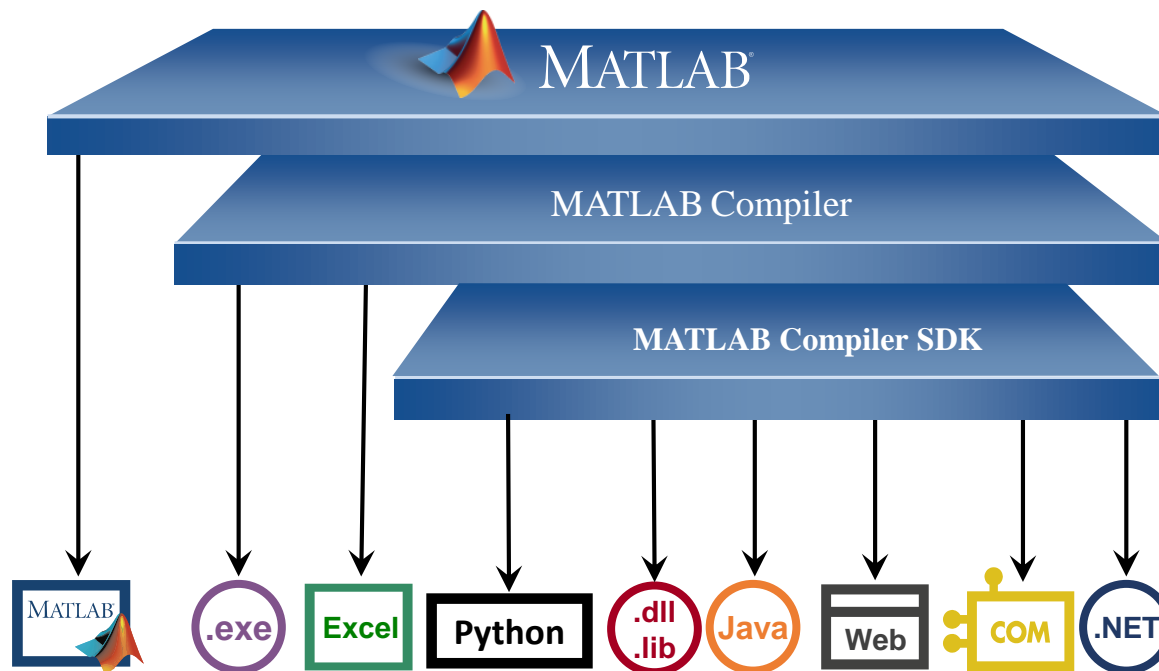 MATLAB®
MATLAB Compiler
MATLAB Compiler SDK
MATLAB
.exe
Excel
Python
.dll
.lib
Java
Web
COM
.NET